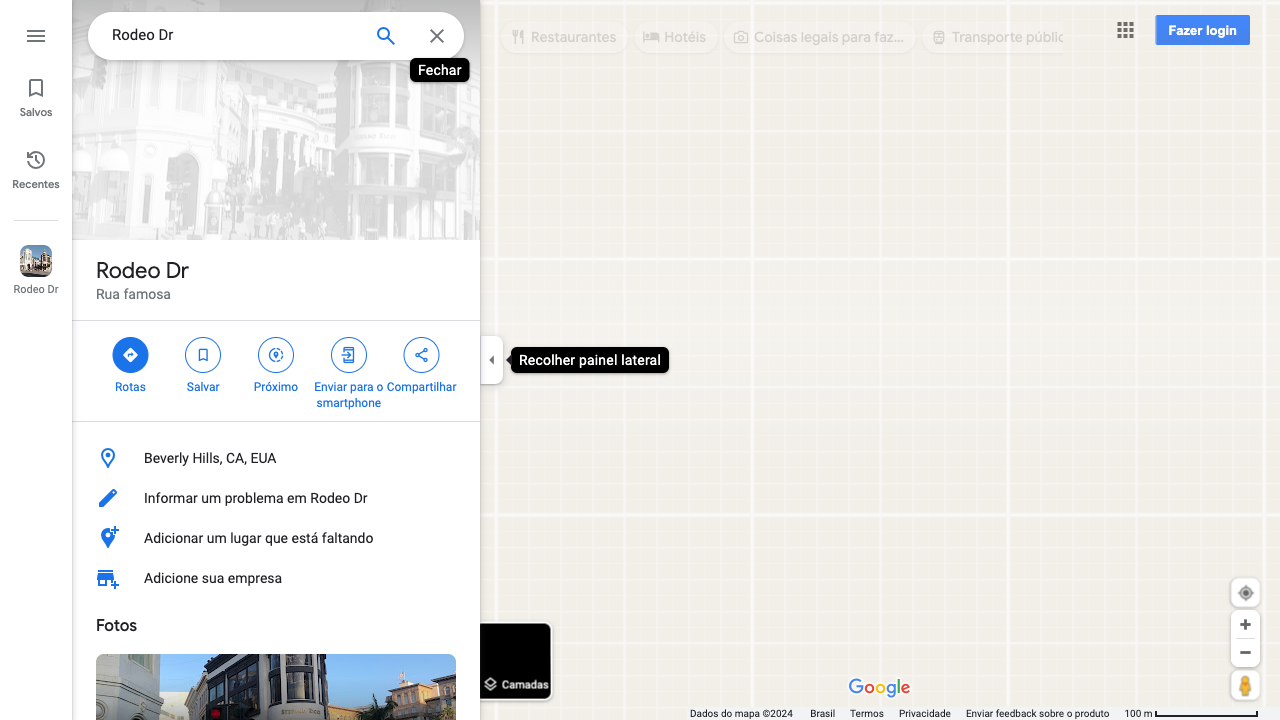 Rodeo Dr
Fechar
Restaurantes
Hotéis
Coisas legais para faz...
Transporte públic
Fazer login
Salvos
Recentes
Rodeo Dr
Rodeo Dr
Rua famosa
Rotas
Salvar
Próximo
Enviar para o smartphone
Compartilhar
Recolher painel lateral
Beverly Hills, CA, EUA
Informar um problema em Rodeo Dr
Adicionar um lugar que está faltando
Adicione sua empresa
Fotos
Camadas
Google
Dados do mapa ©2024 Brasil Termos Privacidade Enviar feedback sobre o produto 100 m